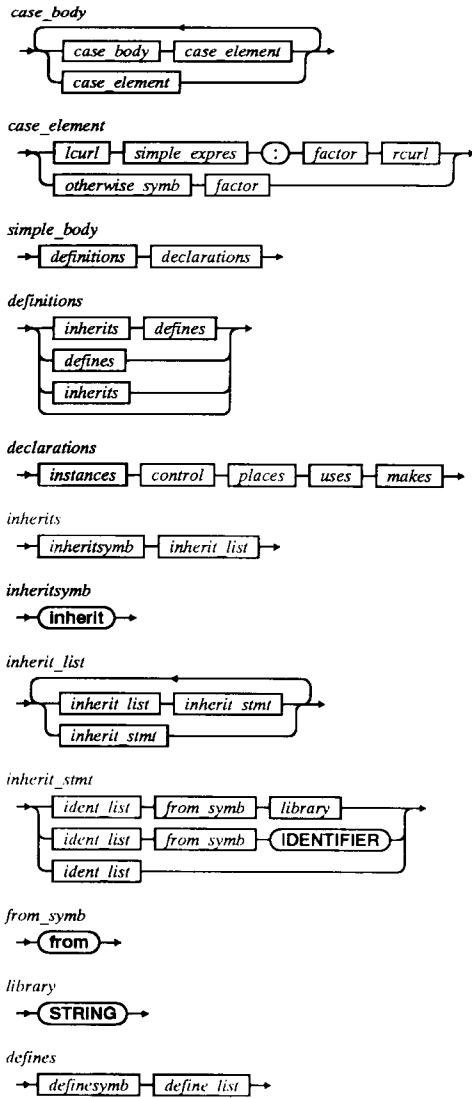 case_body
case_body case_element
case_element
case_element
lcurl simple_expres : factor rcurl
otherwise_symb factor
simple_body
definitions declarations
definitions
inherits defines
defines
inherits
declarations
instances control places uses makes
inherits
inheritsymb inherit_list
inheritsymb
inherit
inherit_list
inherit_list inherit_stmt
inherit_stmt
inherit_stmt
ident_list from_symb library
ident_list from_symb IDENTIFIER
ident_list
from_symb
from
library
STRING
defines
definesymb define_list